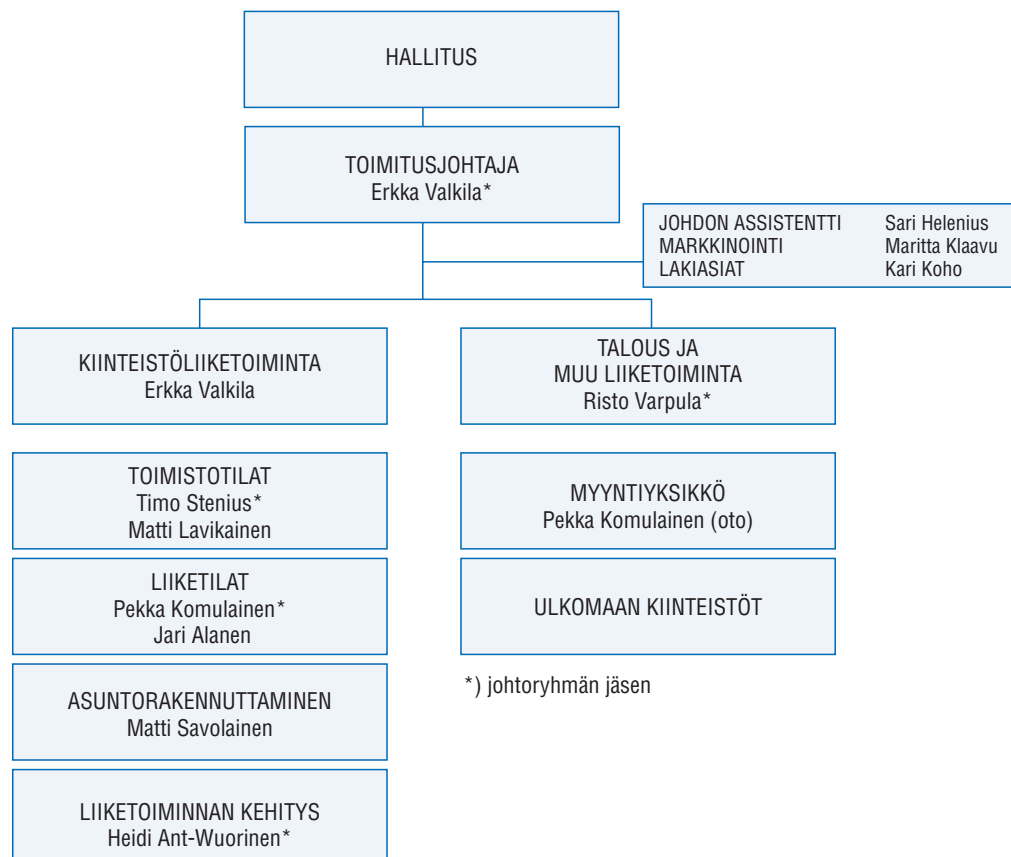 HALLITUS
TOIMITUSJOHTAJA
Erkka Valkila*
JOHDON ASSISTENTTI Sari Helenius
MARKKINOINTI Maritta Klaavu
LAKIASIAT Kari Koho
KIINTEISTÖLIIKETOIMINTA
Erkka Valkila
TALOUS JA
MUU LIIKETOIMINTA
Risto Varpula*
TOIMISTOTILAT
Timo Stenius*
Matti Lavikainen
MYYNTIYKSIKKÖ
Pekka Komulainen (oto)
LIIKETILAT
Pekka Komulainen*
Jari Alanen
ULKOMAAN KIINTEISTÖT
*) johtoryhmän jäsen
ASUNTORAKENNUTTAMINEN
Matti Savolainen
LIIKETOIMINNAN KEHITYS
Heidi Ant-Wuorinen*